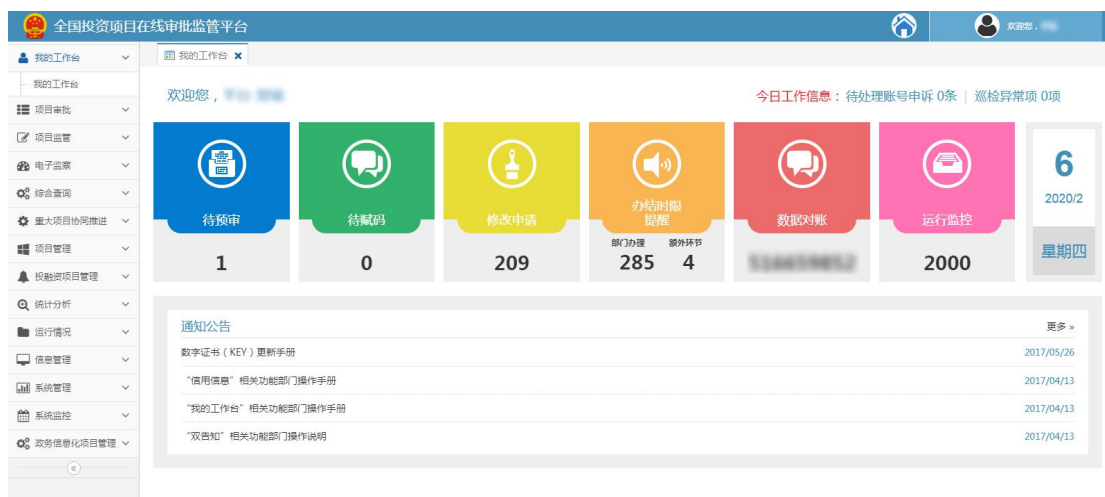 全国投资项目在线审批监管平台
欢迎您，
我的工作台
我的工作台
项目审批
项目监管
电子监察
综合查询
重大项目协同推进
项目管理
投融资项目管理
统计分析
运行情况
信息管理
系统管理
系统监控
政务信息化项目管理
我的工作台
欢迎您，
今日工作信息：待处理账号申诉 0条 | 巡检异常项 0项
待预审
1
待赋码
0
修改申请
209
办结时限
提醒
部门办理 额外环节
285 4
数据对账
运行监控
2000
6
2020/2
星期四
通知公告 更多 »
数字证书（KEY）更新手册 2017/05/26
“信用信息”相关功能部门操作手册 2017/04/13
“我的工作台”相关功能部门操作手册 2017/04/13
“双告知”相关功能部门操作说明 2017/04/13